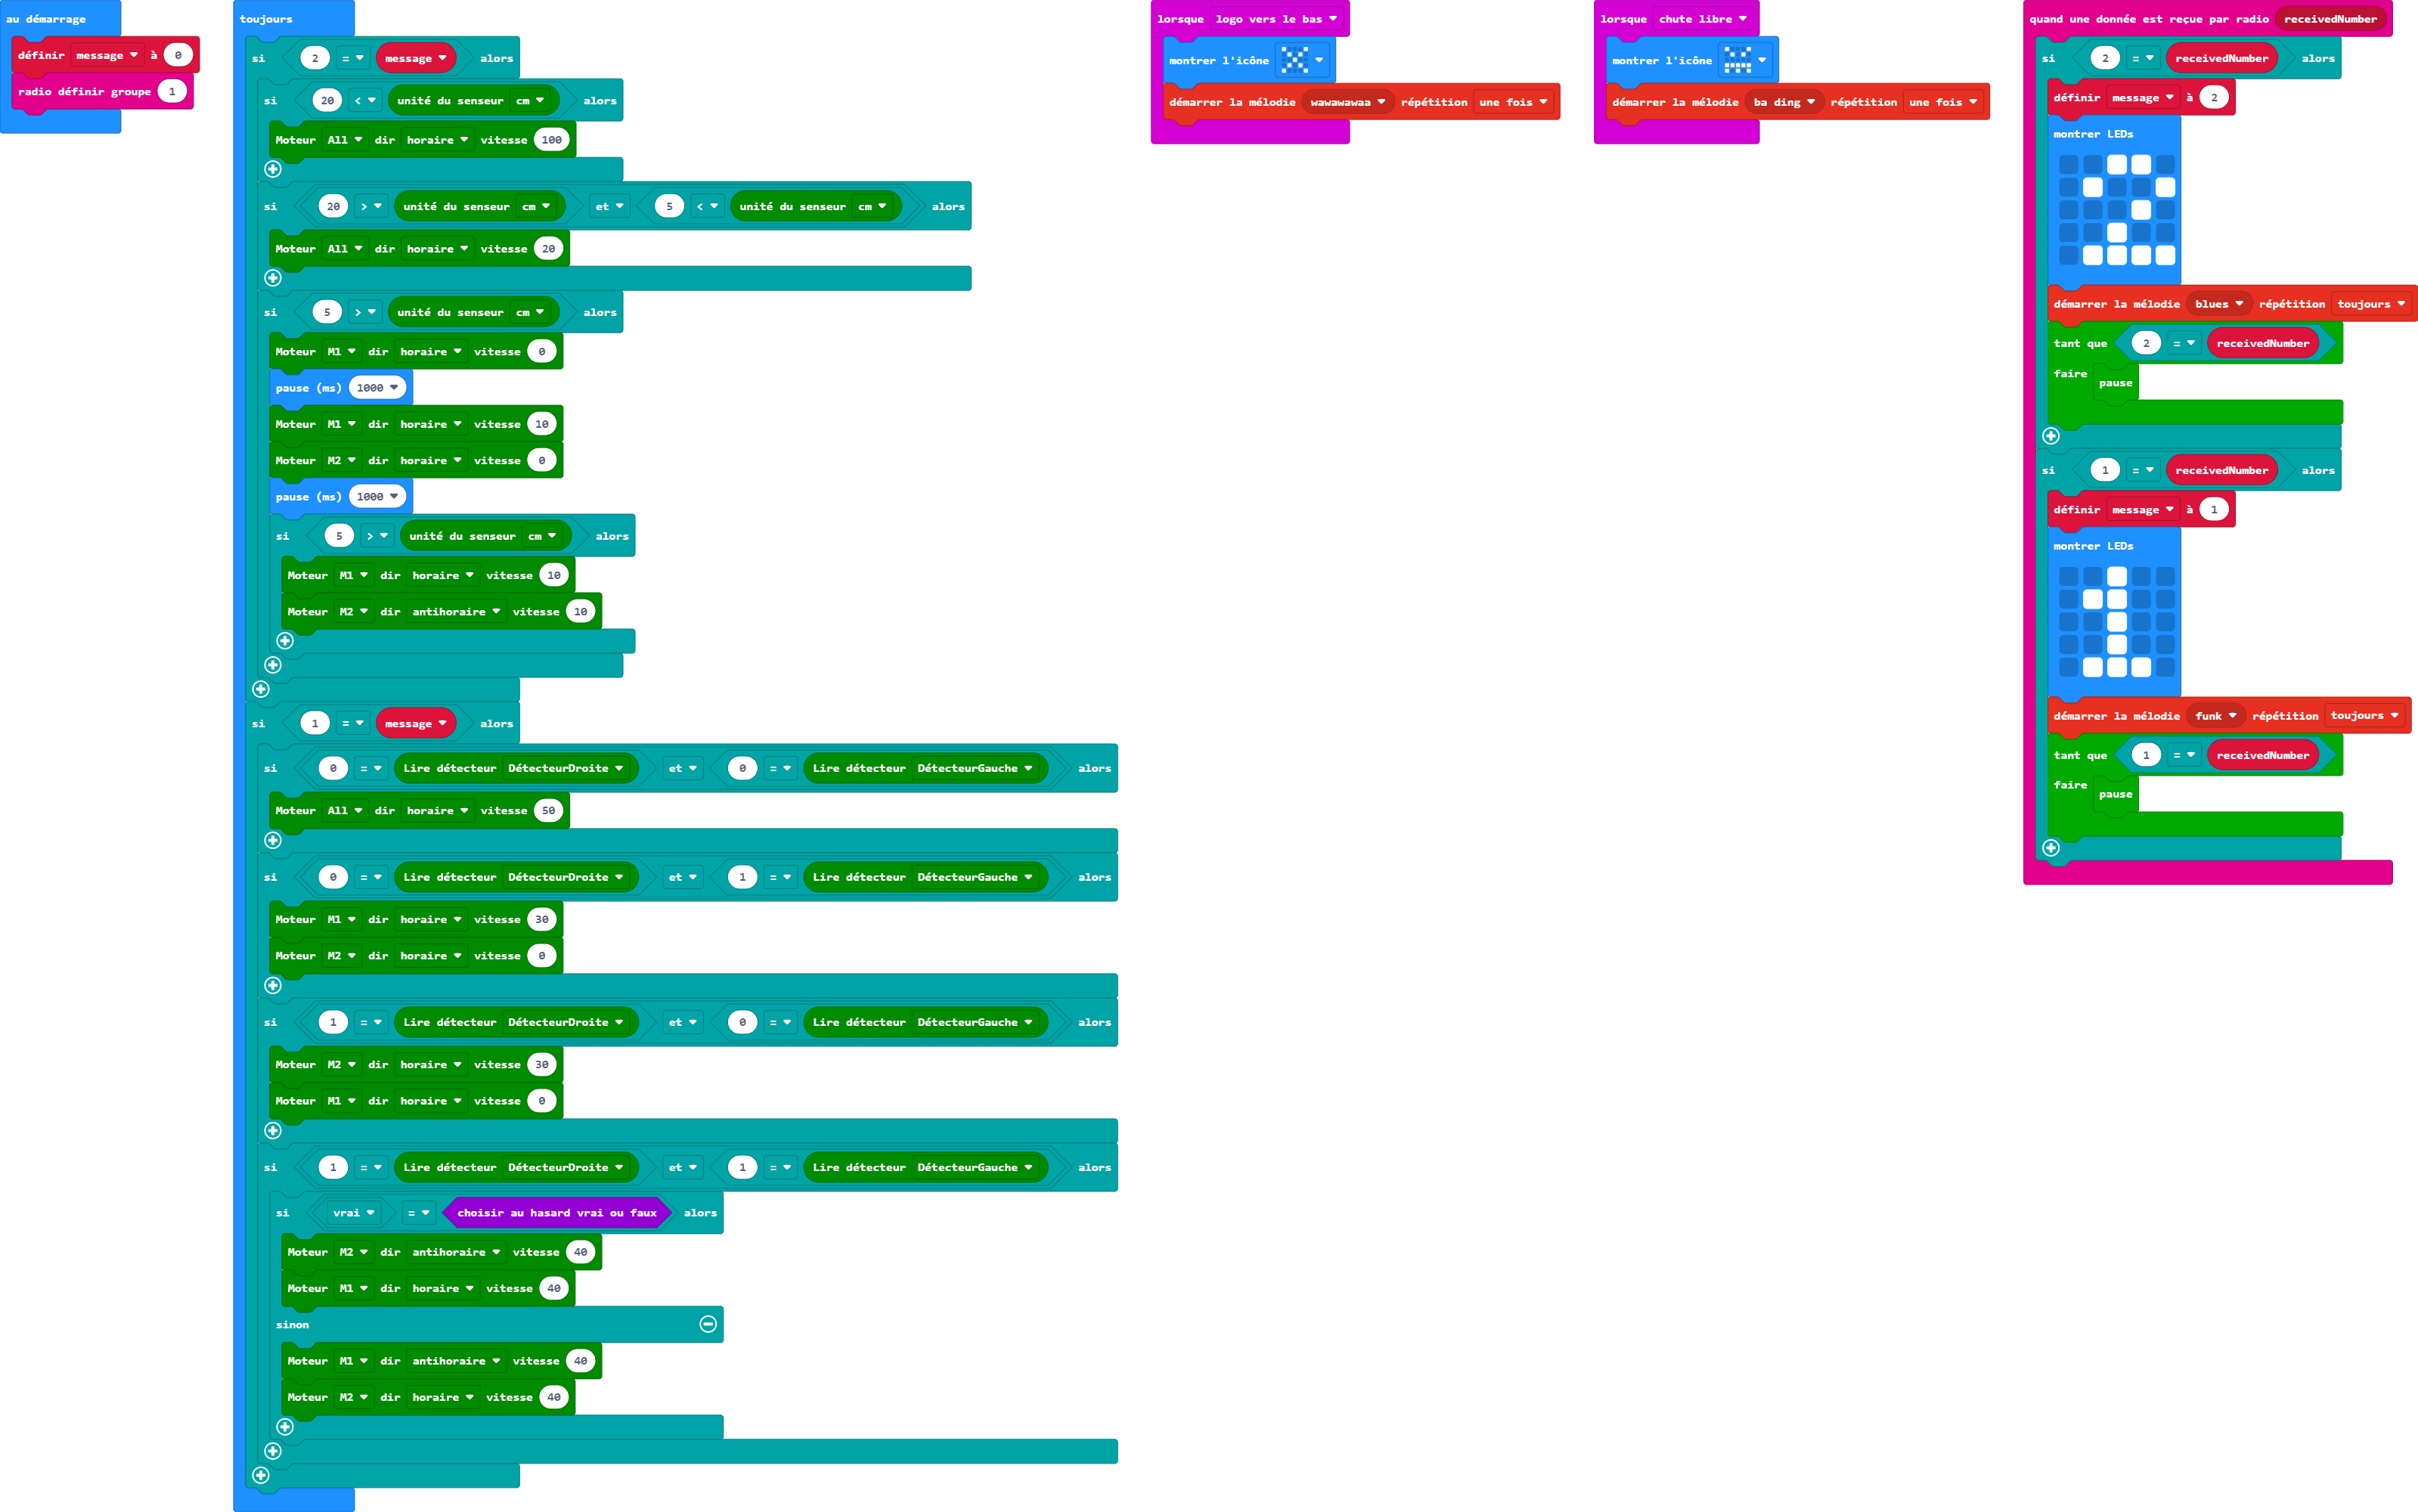 au démarrage
définir message à 0
radio définir groupe 1
toujours
si 2 = message alors
si 20 < unité du senseur cm alors
Moteur All dir horaire vitesse 100
si 20 > unité du senseur cm et 5 < unité du senseur cm alors
Moteur All dir horaire vitesse 20
si 5 > unité du senseur cm alors
Moteur M1 dir horaire vitesse 0
pause (ms) 1000
Moteur M1 dir horaire vitesse 10
Moteur M2 dir horaire vitesse 0
pause (ms) 1000
si 5 > unité du senseur cm alors
Moteur M1 dir horaire vitesse 10
Moteur M2 dir antihoraire vitesse 10
si 1 = message alors
si 0 = Lire détecteur DétecteurDroite et 0 = Lire détecteur DétecteurGauche alors
Moteur All dir horaire vitesse 50
si 0 = Lire détecteur DétecteurDroite et 1 = Lire détecteur DétecteurGauche alors
Moteur M1 dir horaire vitesse 30
Moteur M2 dir horaire vitesse 0
si 1 = Lire détecteur DétecteurDroite et 0 = Lire détecteur DétecteurGauche alors
Moteur M2 dir horaire vitesse 30
Moteur M1 dir horaire vitesse 0
si 1 = Lire détecteur DétecteurDroite et 1 = Lire détecteur DétecteurGauche alors
si vrai = choisir au hasard vrai ou faux alors
Moteur M2 dir antihoraire vitesse 40
Moteur M1 dir horaire vitesse 40
sinon
Moteur M1 dir antihoraire vitesse 40
Moteur M2 dir horaire vitesse 40
lorsque logo vers le bas
montrer l'icône
démarrer la mélodie wawawawaa répétition une fois
lorsque chute libre
montrer l'icône
démarrer la mélodie ba ding répétition une fois
quand une donnée est reçue par radio receivedNumber
si 2 = receivedNumber alors
définir message à 2
montrer LEDs
démarrer la mélodie blues répétition toujours
tant que 2 = receivedNumber
faire pause
si 1 = receivedNumber alors
définir message à 1
montrer LEDs
démarrer la mélodie funk répétition toujours
tant que 1 = receivedNumber
faire pause